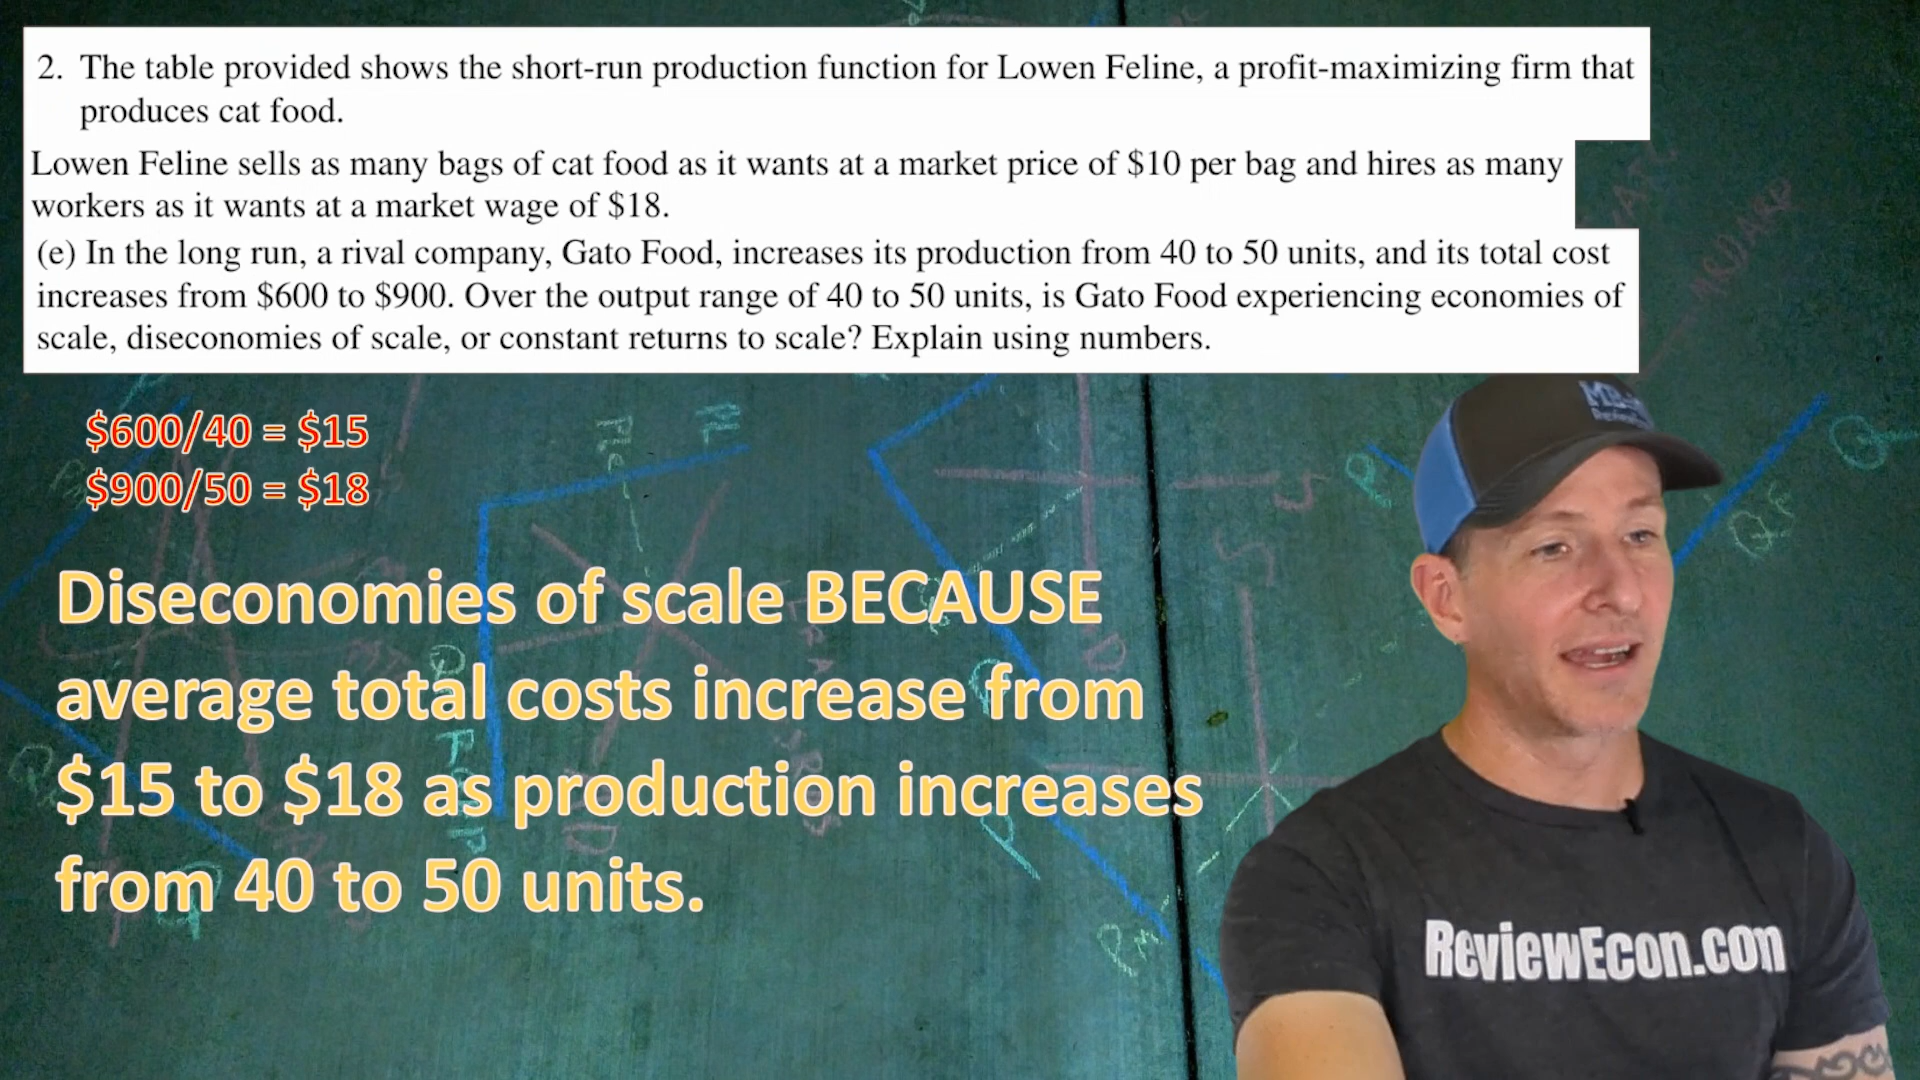 2. The table provided shows the short-run production function for Lowen Feline, a profit-maximizing firm that
produces cat food.
Lowen Feline sells as many bags of cat food as it wants at a market price of $10 per bag and hires as many
workers as it wants at a market wage of $18.
(e) In the long run, a rival company, Gato Food, increases its production from 40 to 50 units, and its total cost
increases from $600 to $900. Over the output range of 40 to 50 units, is Gato Food experiencing economies of
scale, diseconomies of scale, or constant returns to scale? Explain using numbers.
$600/40 = $15
$900/50 = $18
Diseconomies of scale BECAUSE
average total costs increase from
$15 to $18 as production increases
from 40 to 50 units.
ReviewEcon.com